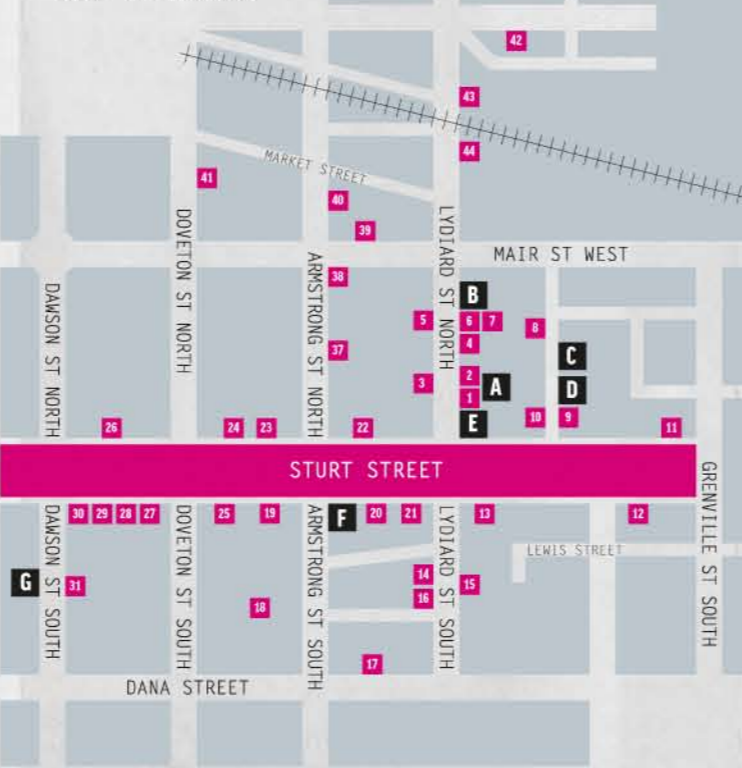 42
43
44
MARKET STREET
41
40
39
DOVETON ST NORTH
LYDIARD ST NORTH
MAIR ST WEST
ARMSTRONG ST NORTH
38
DAWSON ST NORTH
B
5
6
7
8
4
37
C
2
A
3
D
1
10
9
E
26
24
23
22
11
STURT STREET
GRENVILLE ST SOUTH
DAWSON ST SOUTH
30
29
28
27
DOVETON ST SOUTH
25
19
ARMSTRONG ST SOUTH
F
20
21
LYDIARD ST SOUTH
13
12
LEWIS STREET
G
31
14
15
16
18
17
DANA STREET